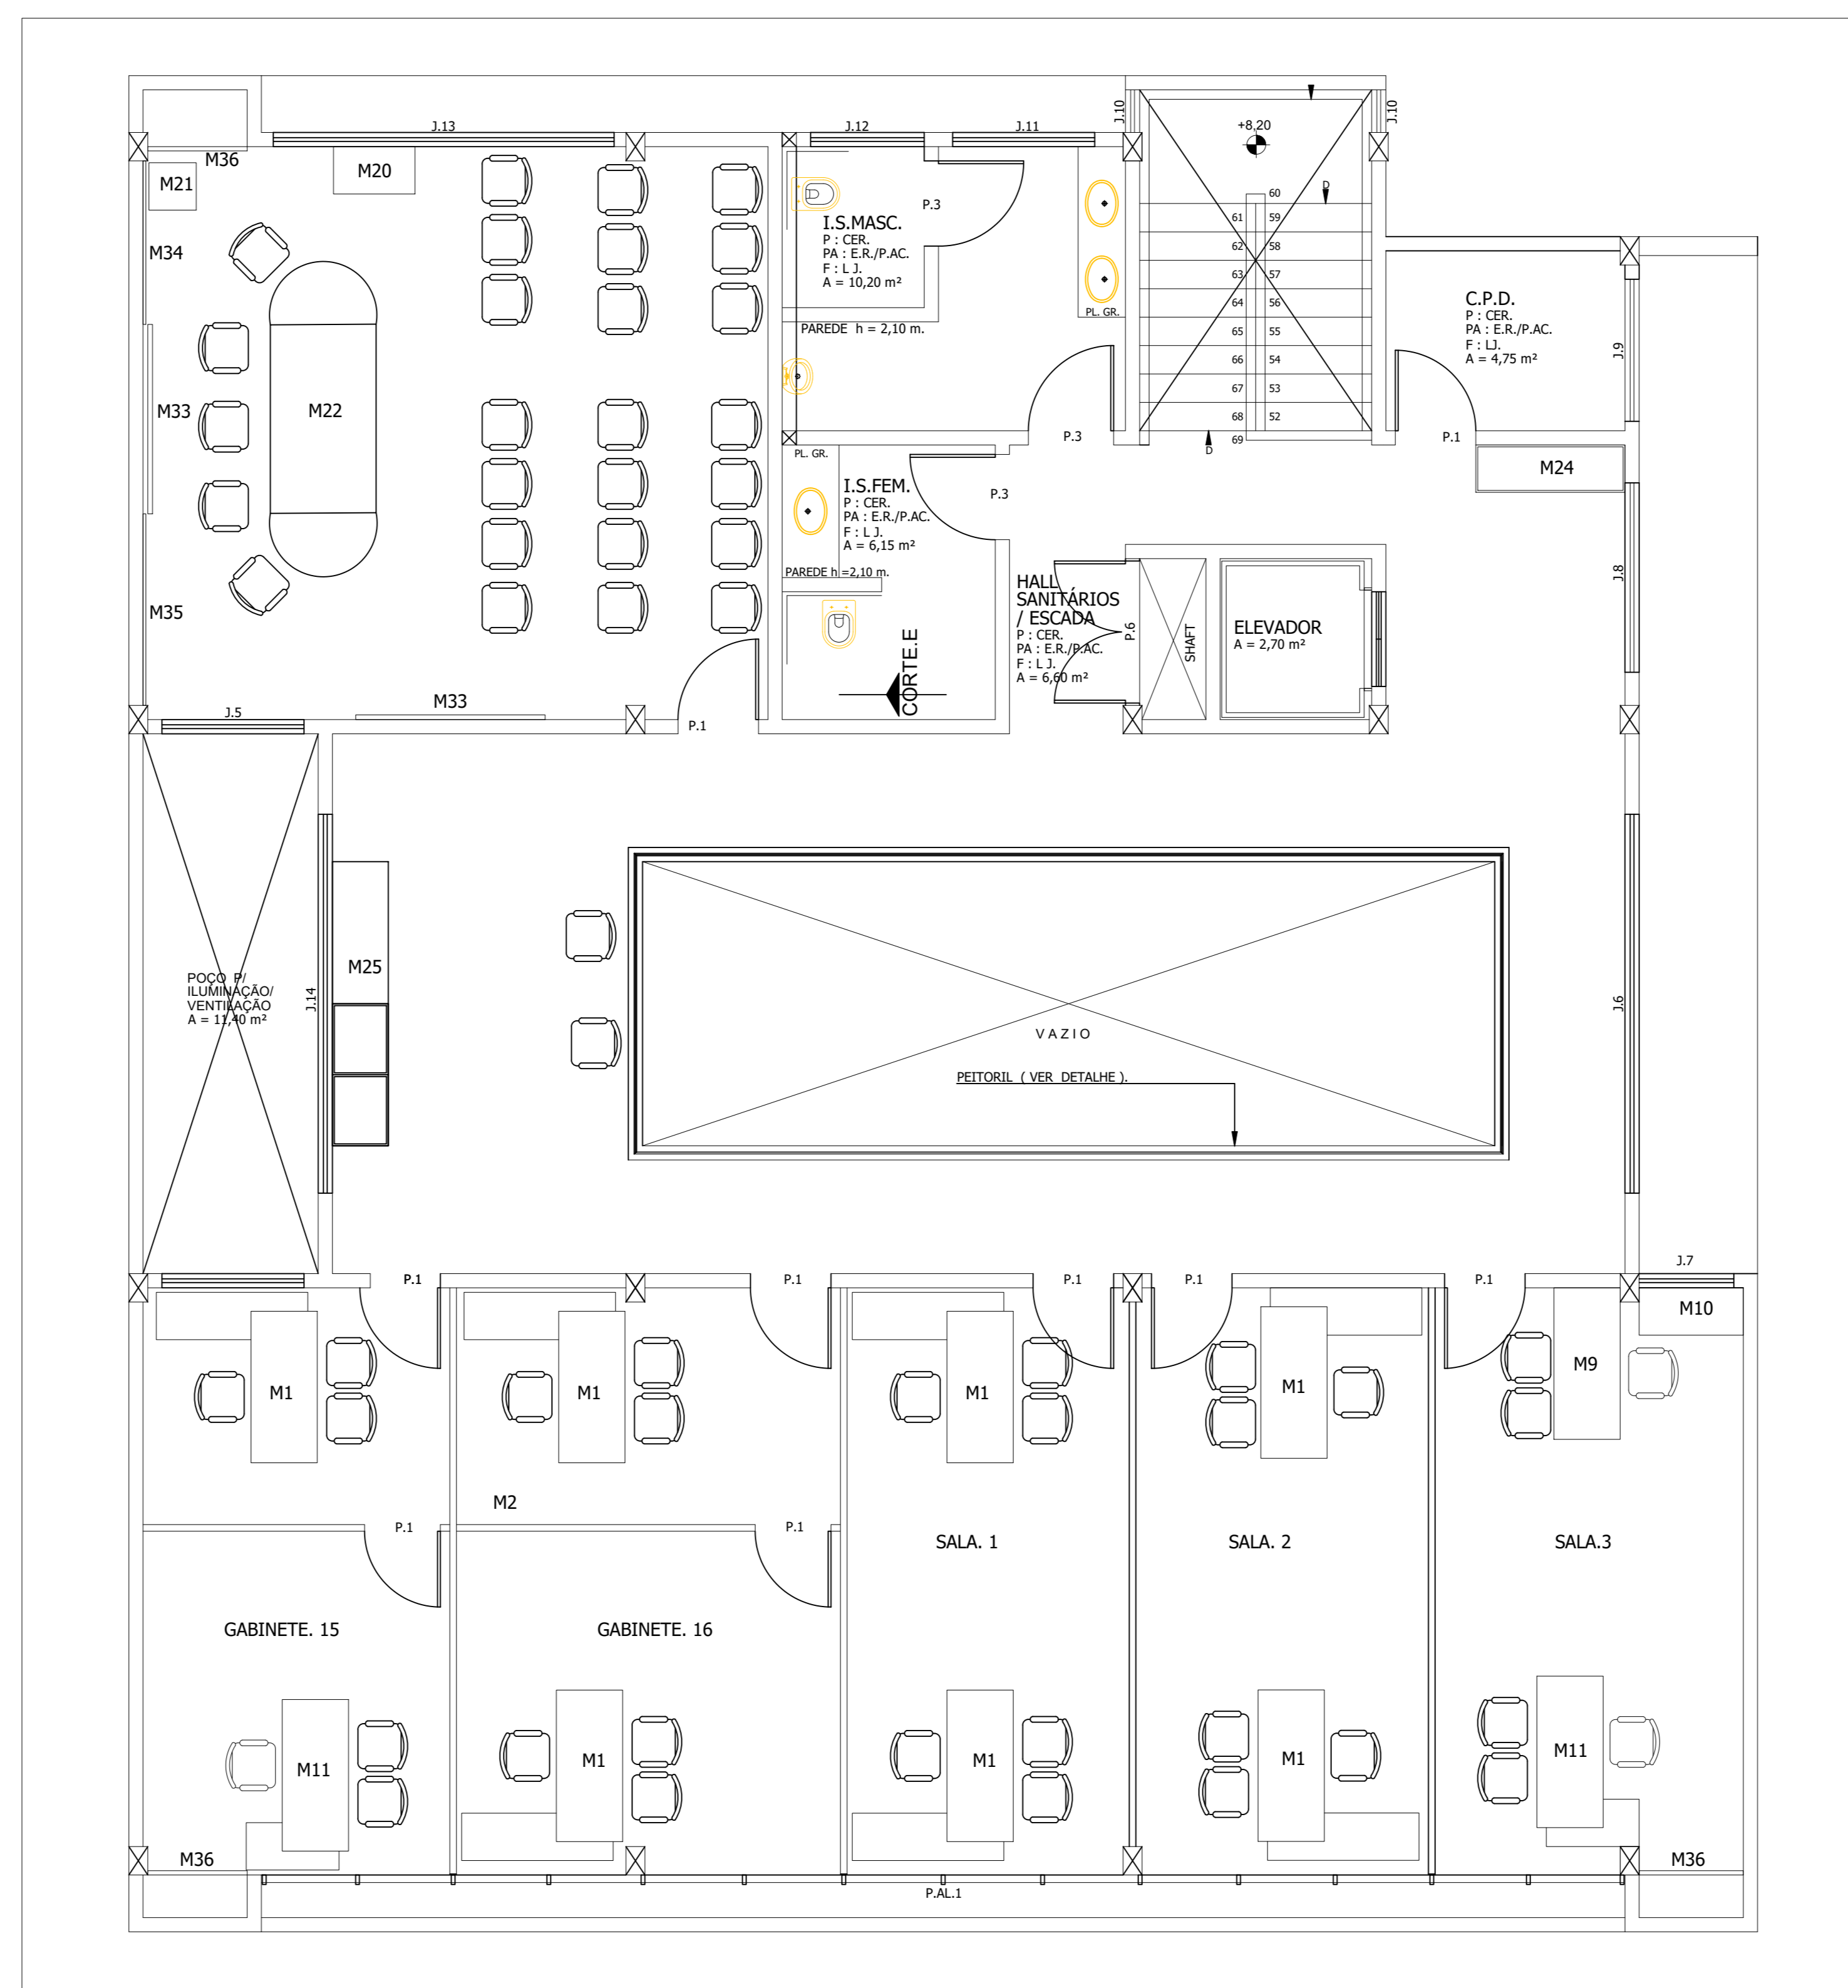 J.13
J.12
J.11
J.10
J.10
+8,20
M36
M21
M20
M34
M33
M22
M35
M33
P.3
I.S.MASC.
P : CER.
PA : E.R./P.AC.
F : L J.
A = 10,20 m²
PAREDE h = 2,10 m.
PL. GR.
D
60
61 59
62 58
63 57
64 56
65 55
66 54
67 53
68 52
69
D
C.P.D.
P : CER.
PA : E.R./P.AC.
F : LJ.
A = 4,75 m²
J.9
P.3
P.1
M24
PL. GR.
I.S.FEM.
P : CER.
PA : E.R./P.AC.
F : L J.
A = 6,15 m²
PAREDE h =2,10 m.
P.3
CORTE.E
HALL
SANITÁRIOS
/ ESCADA
P : CER.
PA : E.R./P.AC.
F : L J.
A = 6,60 m²
P.6
SHAFT
ELEVADOR
A = 2,70 m²
J.8
J.5
P.1
POÇO P/
ILUMINAÇÃO/
VENTILAÇÃO
A = 11,40 m²
J.14
M25
V A Z I O
PEITORIL ( VER DETALHE ).
J.6
J.7
P.1
P.1
P.1
P.1
P.1
M10
M1
M1
M1
M1
M9
M2
P.1
P.1
SALA. 1
SALA. 2
SALA.3
GABINETE. 15
GABINETE. 16
M11
M1
M1
M1
M11
M36
M36
P.AL.1